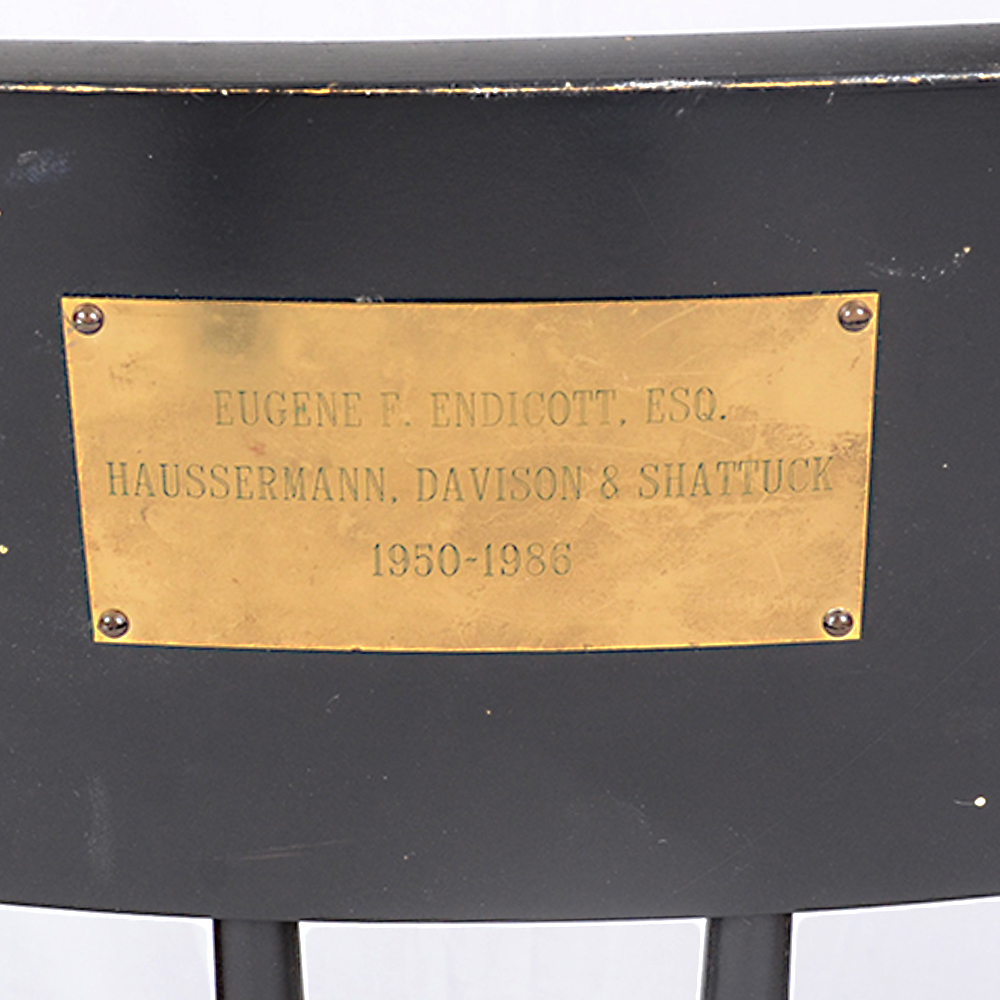 EUGENE F. ENDICOTT, ESQ.
HAUSSERMANN, DAVISON & SHATTUCK
1950-1986